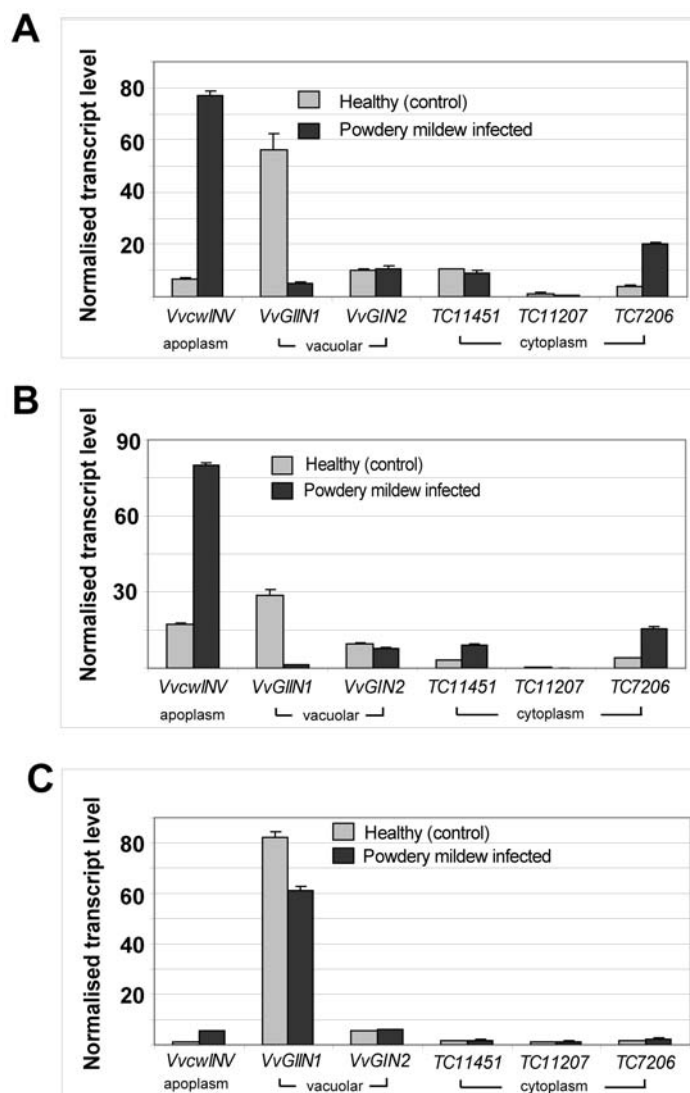 A
Normalised transcript level
80
60
40
20
Healthy (control)
Powdery mildew infected
VvcwINV VvGIIN1 VvGIN2 TC11451 TC11207 TC7206
apoplasm vacuolar cytoplasm
B
Normalised transcript level
90
60
30
Healthy (control)
Powdery mildew infected
VvcwINV VvGIIN1 VvGIN2 TC11451 TC11207 TC7206
apoplasm vacuolar cytoplasm
C
Normalised transcript level
80
60
40
20
Healthy (control)
Powdery mildew infected
VvcwINV VvGIIN1 VvGIN2 TC11451 TC11207 TC7206
apoplasm vacuolar cytoplasm